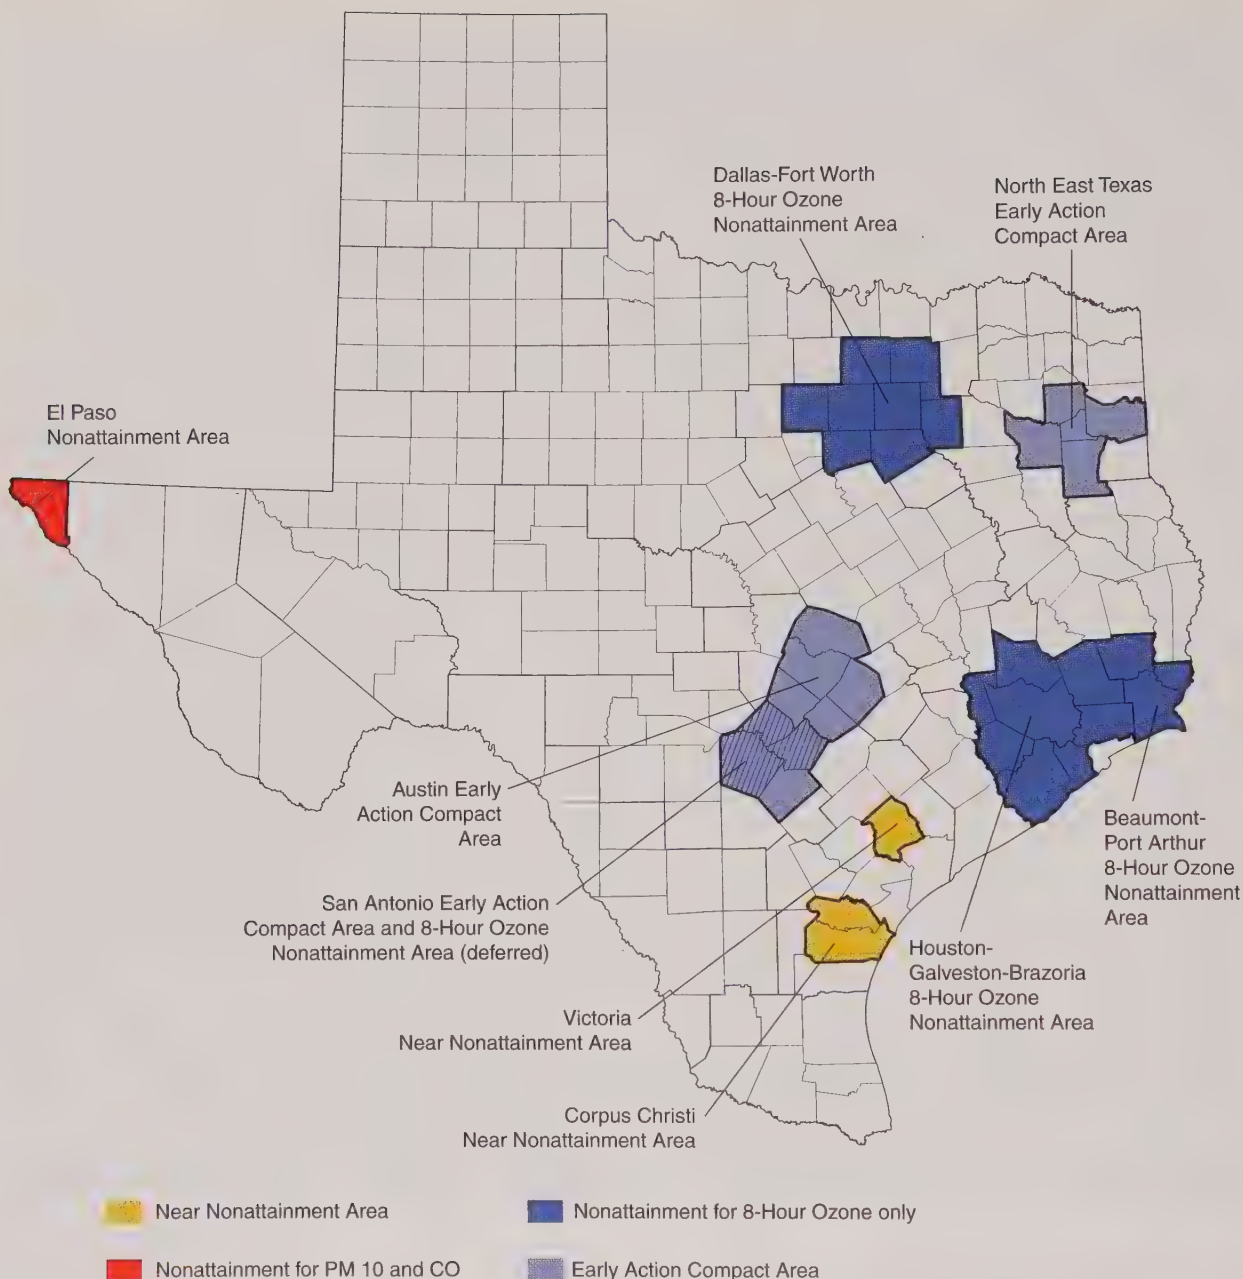 Dallas-Fort Worth
8-Hour Ozone
Nonattainment Area
North East Texas
Early Action
Compact Area
El Paso
Nonattainment Area
Austin Early
Action Compact
Area
San Antonio Early Action
Compact Area and 8-Hour Ozone
Nonattainment Area (deferred)
Victoria
Near Nonattainment Area
Corpus Christi
Near Nonattainment Area
Beaumont-
Port Arthur
8-Hour Ozone
Nonattainment
Area
Houston-
Galveston-Brazoria
8-Hour Ozone
Nonattainment Area
Near Nonattainment Area
Nonattainment for 8-Hour Ozone only
Nonattainment for PM 10 and CO
Early Action Compact Area